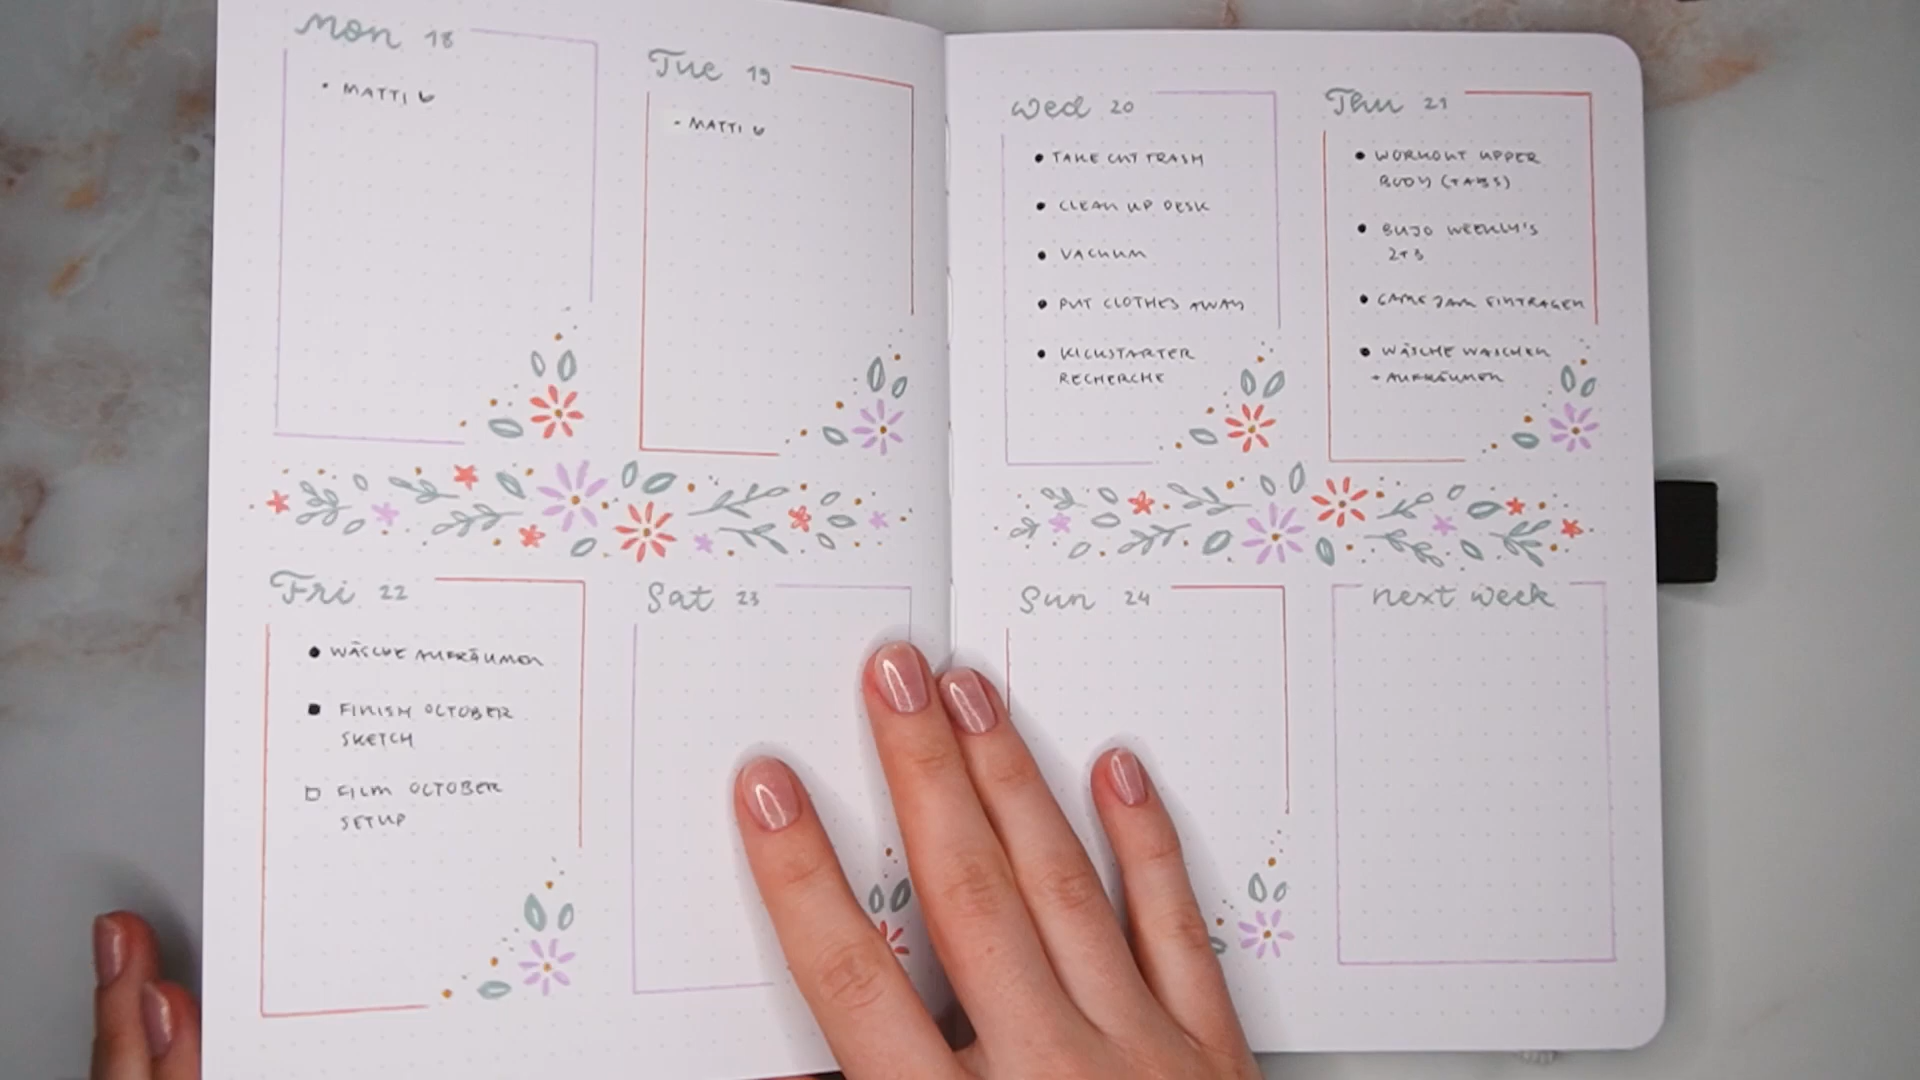 Mon 18
- MATTI
Tue 19
- MATTI
Wed 20
• TAKE OUT TRASH
• CLEAN UP DESK
• VACUUM
• PUT CLOTHES AWAY
• KICKSTARTER
RECHERCHE
Thu 21
• WORKOUT UPPER
BODY (+ABS)
• BUJO WEEKLY'S
2+3
• GAME JAM EINTRAGEN
• WÄSCHE WASCHEN
+ AUFRÄUMEN
Fri 22
• WÄSCHE AUFRÄUMEN
■ FINISH OCTOBER
SKETCH
□ FILM OCTOBER
SETUP
Sat 23
Sun 24
next week